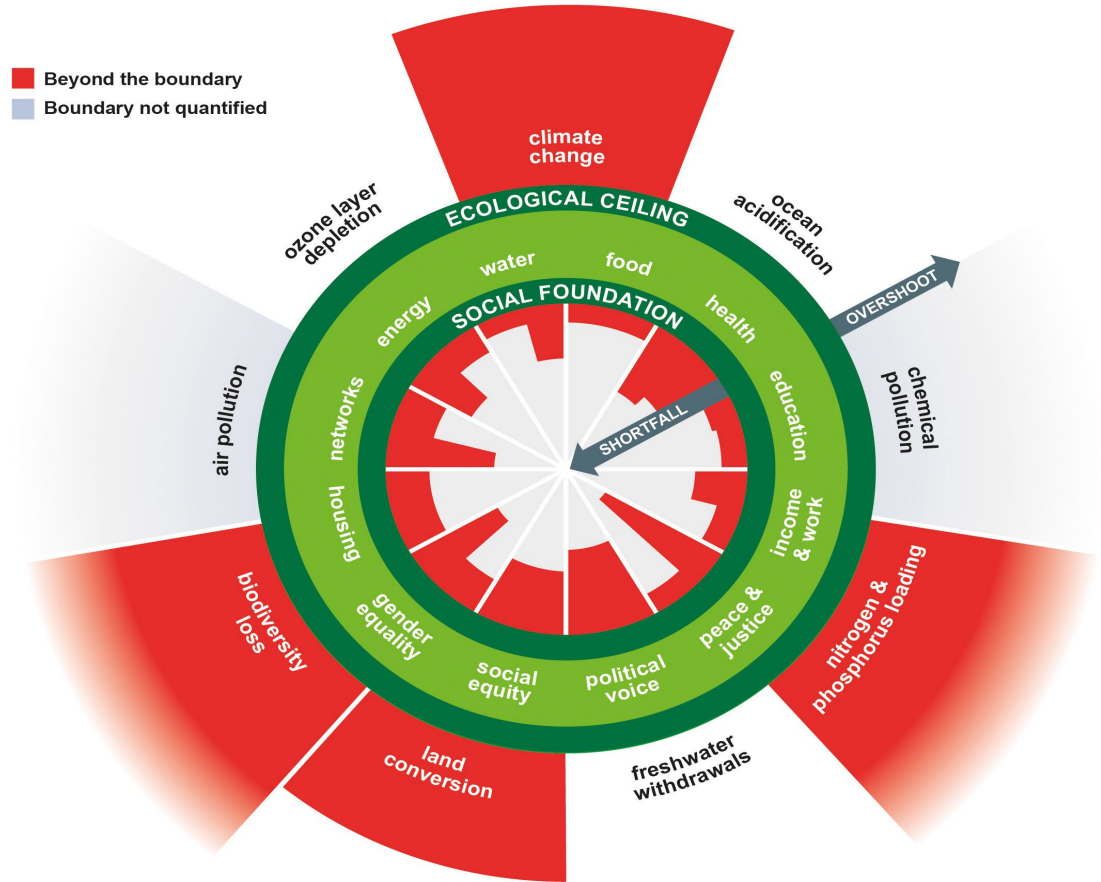 Beyond the boundary
Boundary not quantified
climate
change
ozone layer
depletion
ocean
acidification
ECOLOGICAL CEILING
water
food
energy
health
SOCIAL FOUNDATION
OVERSHOOT
networks
education
SHORTFALL
air pollution
chemical
pollution
housing
income
& work
biodiversity
loss
gender
equality
peace &
justice
nitrogen &
phosphorus loading
social
equity
political
voice
land
conversion
freshwater
withdrawals